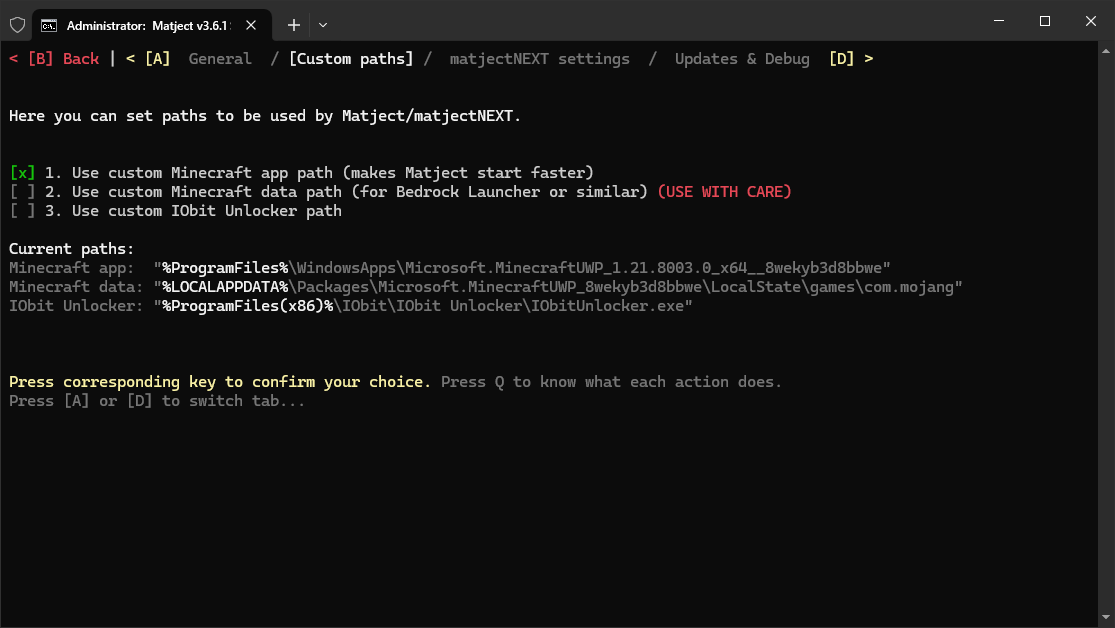 Administrator: Matject v3.6.1
< [B] Back | < [A] General / [Custom paths] / matjectNEXT settings / Updates & Debug [D] >
Here you can set paths to be used by Matject/matjectNEXT.
[x] 1. Use custom Minecraft app path (makes Matject start faster)
[ ] 2. Use custom Minecraft data path (for Bedrock Launcher or similar) (USE WITH CARE)
[ ] 3. Use custom IObit Unlocker path
Current paths:
Minecraft app: "%ProgramFiles%\WindowsApps\Microsoft.MinecraftUWP_1.21.8003.0_x64__8wekyb3d8bbwe"
Minecraft data: "%LOCALAPPDATA%\Packages\Microsoft.MinecraftUWP_8wekyb3d8bbwe\LocalState\games\com.mojang"
IObit Unlocker: "%ProgramFiles(x86)%\IObit\IObit Unlocker\IObitUnlocker.exe"
Press corresponding key to confirm your choice. Press Q to know what each action does.
Press [A] or [D] to switch tab...